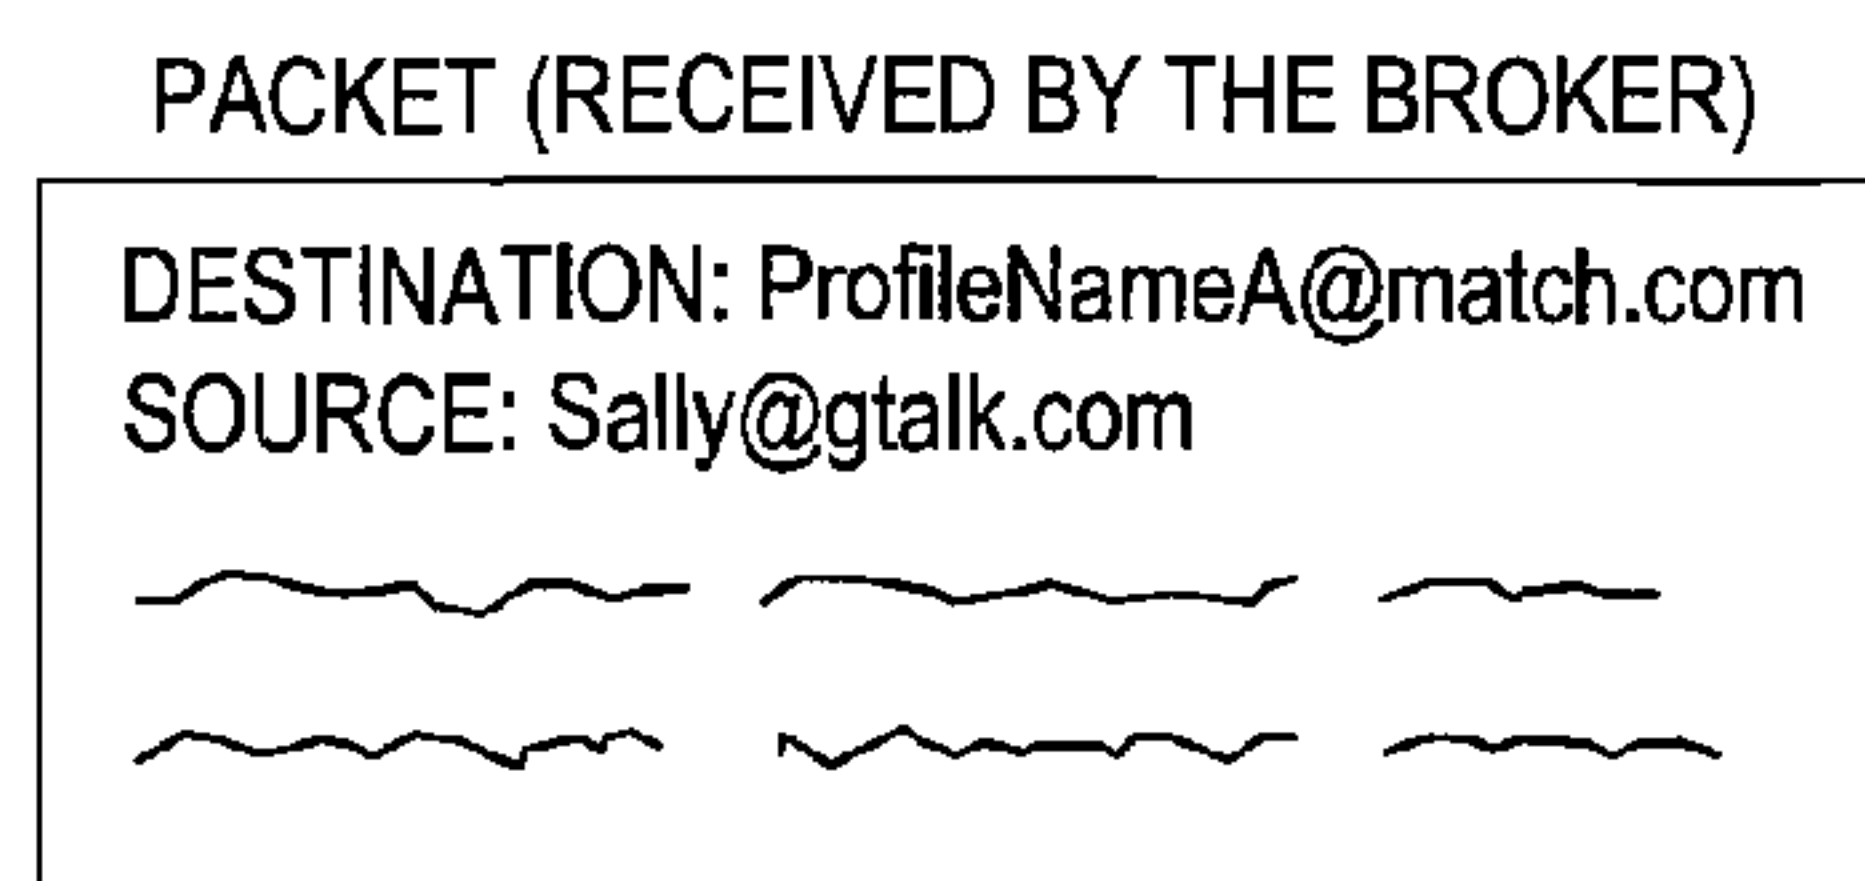 PACKET (RECEIVED BY THE BROKER)
DESTINATION: ProfileNameA@match.com
SOURCE: Sally@gtalk.com